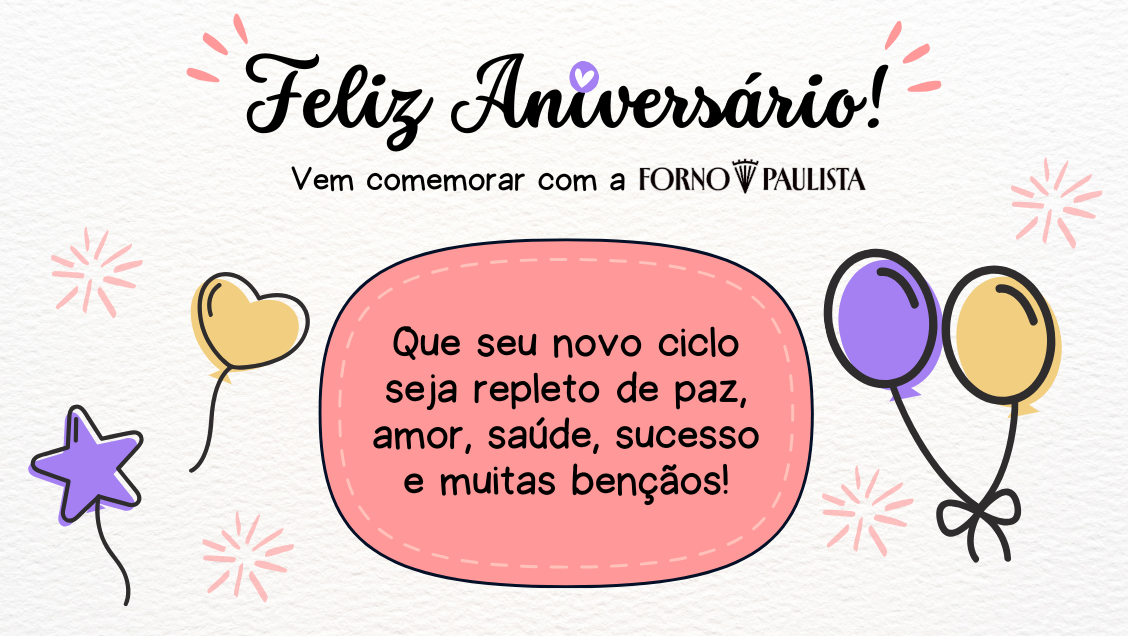 Feliz Aniversário!
Vem comemorar com a FORNO PAULISTA
Que seu novo ciclo
seja repleto de paz,
amor, saúde, sucesso
e muitas bençãos!